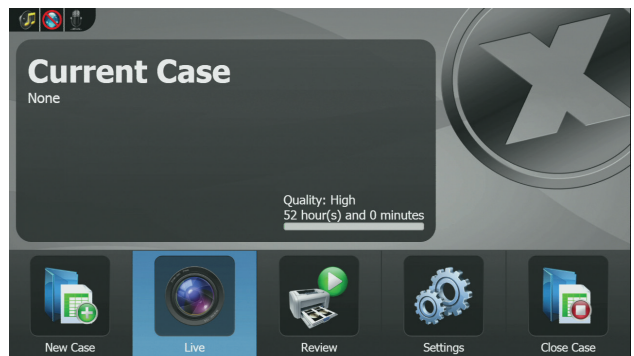 Current Case
None
Quality: High
52 hour(s) and 0 minutes
New Case
Live
Review
Settings
Close Case